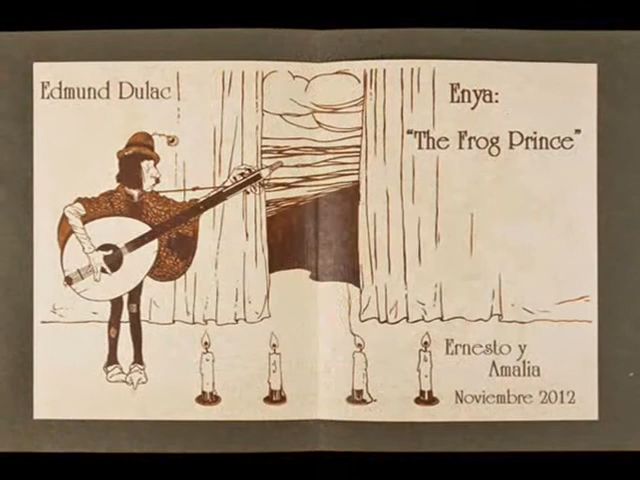 Edmund Dulac
Enya:
"The Frog Prince"
Ernesto y
Amalia
Noviembre 2012